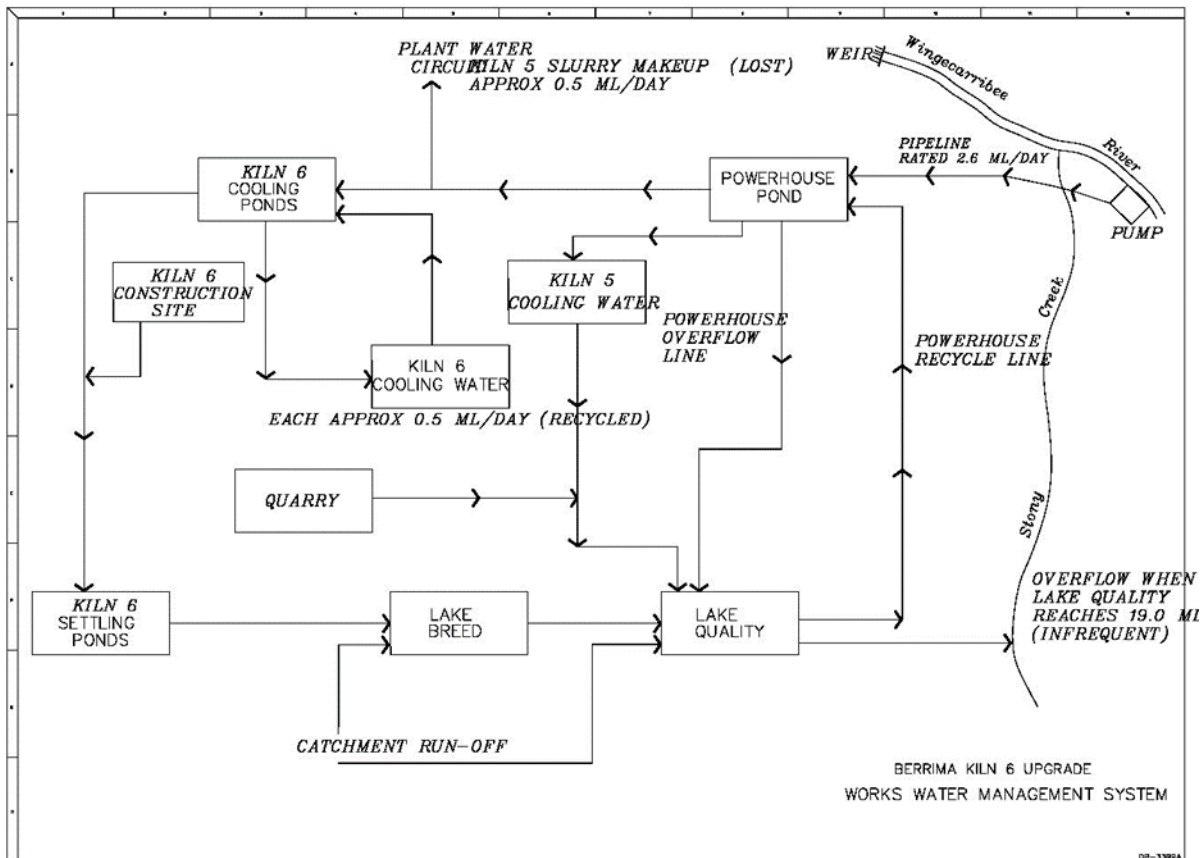 PLANT WATER
CIRCUIT
KILN 5 SLURRY MAKEUP (LOST)
APPROX 0.5 ML/DAY
WEIR
Wingecarribee
River
PIPELINE
RATED 2.6 ML/DAY
PUMP
KILN 6
COOLING
PONDS
POWERHOUSE
POND
KILN 6
CONSTRUCTION
SITE
KILN 5
COOLING WATER
POWERHOUSE
OVERFLOW
LINE
POWERHOUSE
RECYCLE LINE
Creek
Stony
KILN 6
COOLING WATER
EACH APPROX 0.5 ML/DAY (RECYCLED)
QUARRY
KILN 6
SETTLING
PONDS
LAKE
BREED
LAKE
QUALITY
OVERFLOW WHEN
LAKE QUALITY
REACHES 19.0 ML
(INFREQUENT)
CATCHMENT RUN-OFF
BERRIMA KILN 6 UPGRADE
WORKS WATER MANAGEMENT SYSTEM